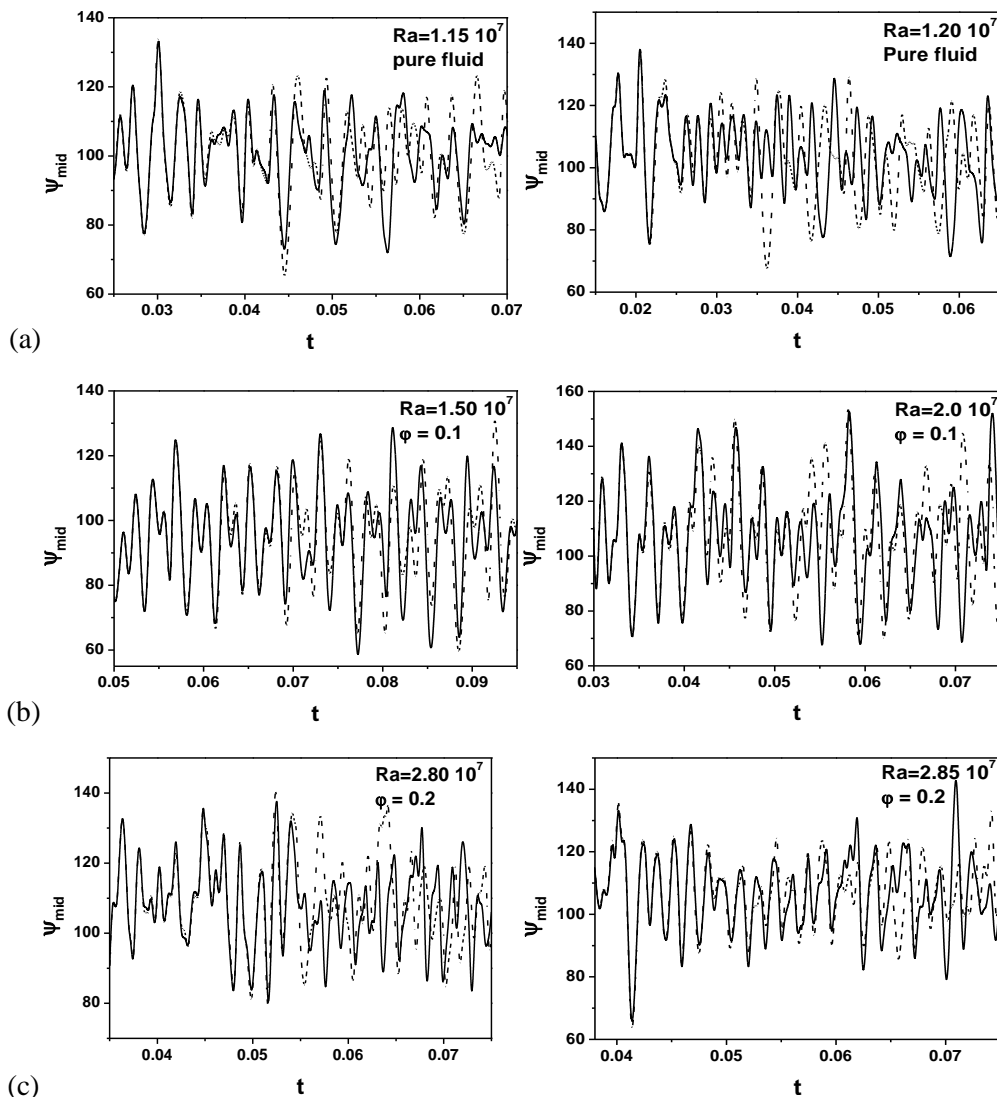 Ra=1.15 10^7
pure fluid
140
120
100
80
60
Ψmid
0.03 0.04 0.05 0.06 0.07
t
Ra=1.20 10^7
Pure fluid
150
120
90
60
Ψmid
0.02 0.03 0.04 0.05 0.06
t
(a)
Ra=1.50 10^7
φ = 0.1
140
120
100
80
60
Ψmid
0.05 0.06 0.07 0.08 0.09
t
Ra=2.0 10^7
φ = 0.1
160
140
120
100
80
60
Ψmid
0.03 0.04 0.05 0.06 0.07
t
(b)
Ra=2.80 10^7
φ = 0.2
140
120
100
80
Ψmid
0.04 0.05 0.06 0.07
t
Ra=2.85 10^7
φ = 0.2
140
120
100
80
60
Ψmid
0.04 0.05 0.06 0.07
t
(c)